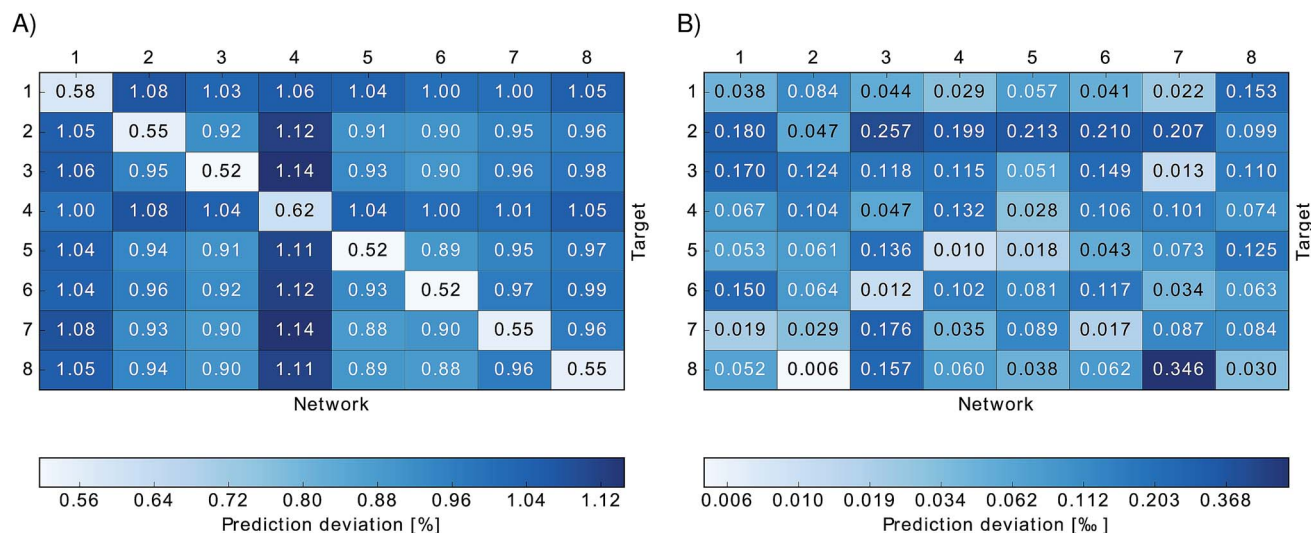 A)
1 2 3 4 5 6 7 8
1 0.58 1.08 1.03 1.06 1.04 1.00 1.00 1.05
2 1.05 0.55 0.92 1.12 0.91 0.90 0.95 0.96
3 1.06 0.95 0.52 1.14 0.93 0.90 0.96 0.98
4 1.00 1.08 1.04 0.62 1.04 1.00 1.01 1.05
5 1.04 0.94 0.91 1.11 0.52 0.89 0.95 0.97
6 1.04 0.96 0.92 1.12 0.93 0.52 0.97 0.99
7 1.08 0.93 0.90 1.14 0.88 0.90 0.55 0.96
8 1.05 0.94 0.90 1.11 0.89 0.88 0.96 0.55
Target
Network
0.56 0.64 0.72 0.80 0.88 0.96 1.04 1.12
Prediction deviation [%]
B)
1 2 3 4 5 6 7 8
1 0.038 0.084 0.044 0.029 0.057 0.041 0.022 0.153
2 0.180 0.047 0.257 0.199 0.213 0.210 0.207 0.099
3 0.170 0.124 0.118 0.115 0.051 0.149 0.013 0.110
4 0.067 0.104 0.047 0.132 0.028 0.106 0.101 0.074
5 0.053 0.061 0.136 0.010 0.018 0.043 0.073 0.125
6 0.150 0.064 0.012 0.102 0.081 0.117 0.034 0.063
7 0.019 0.029 0.176 0.035 0.089 0.017 0.087 0.084
8 0.052 0.006 0.157 0.060 0.038 0.062 0.346 0.030
Target
Network
0.006 0.010 0.019 0.034 0.062 0.112 0.203 0.368
Prediction deviation [‰ ]